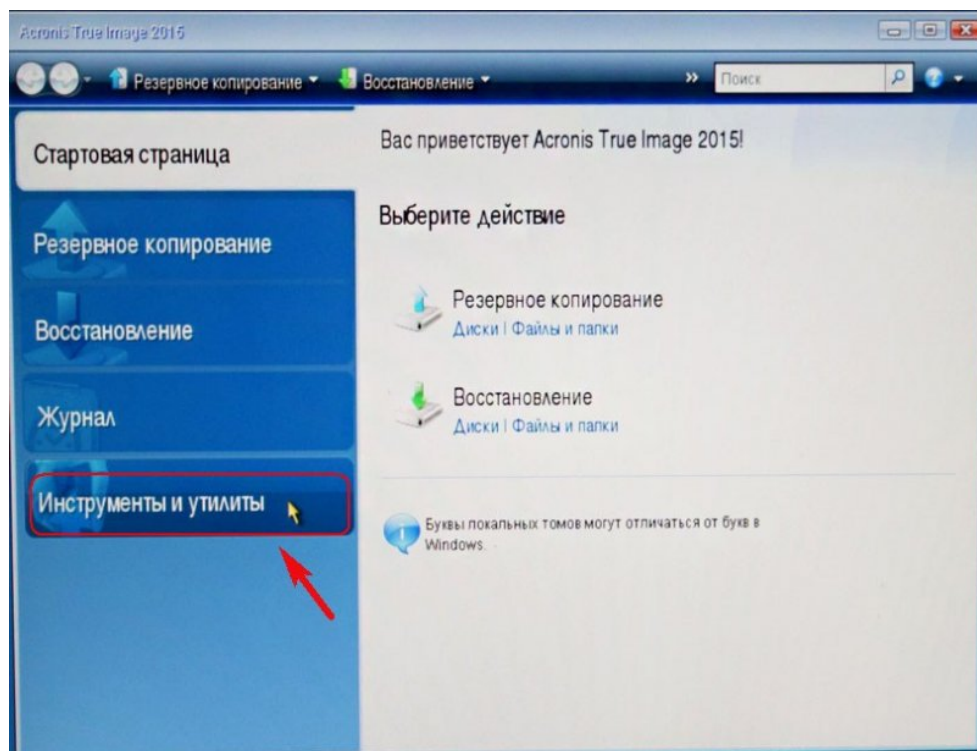 Acronis True Image 2015
Резервное копирование
Восстановление
»
Поиск
Стартовая страница
Резервное копирование
Восстановление
Журнал
Инструменты и утилиты
Вас приветствует Acronis True Image 2015!
Выберите действие
Резервное копирование
Диски | Файлы и папки
Восстановление
Диски | Файлы и папки
Буквы локальных томов могут отличаться от букв в
Windows.